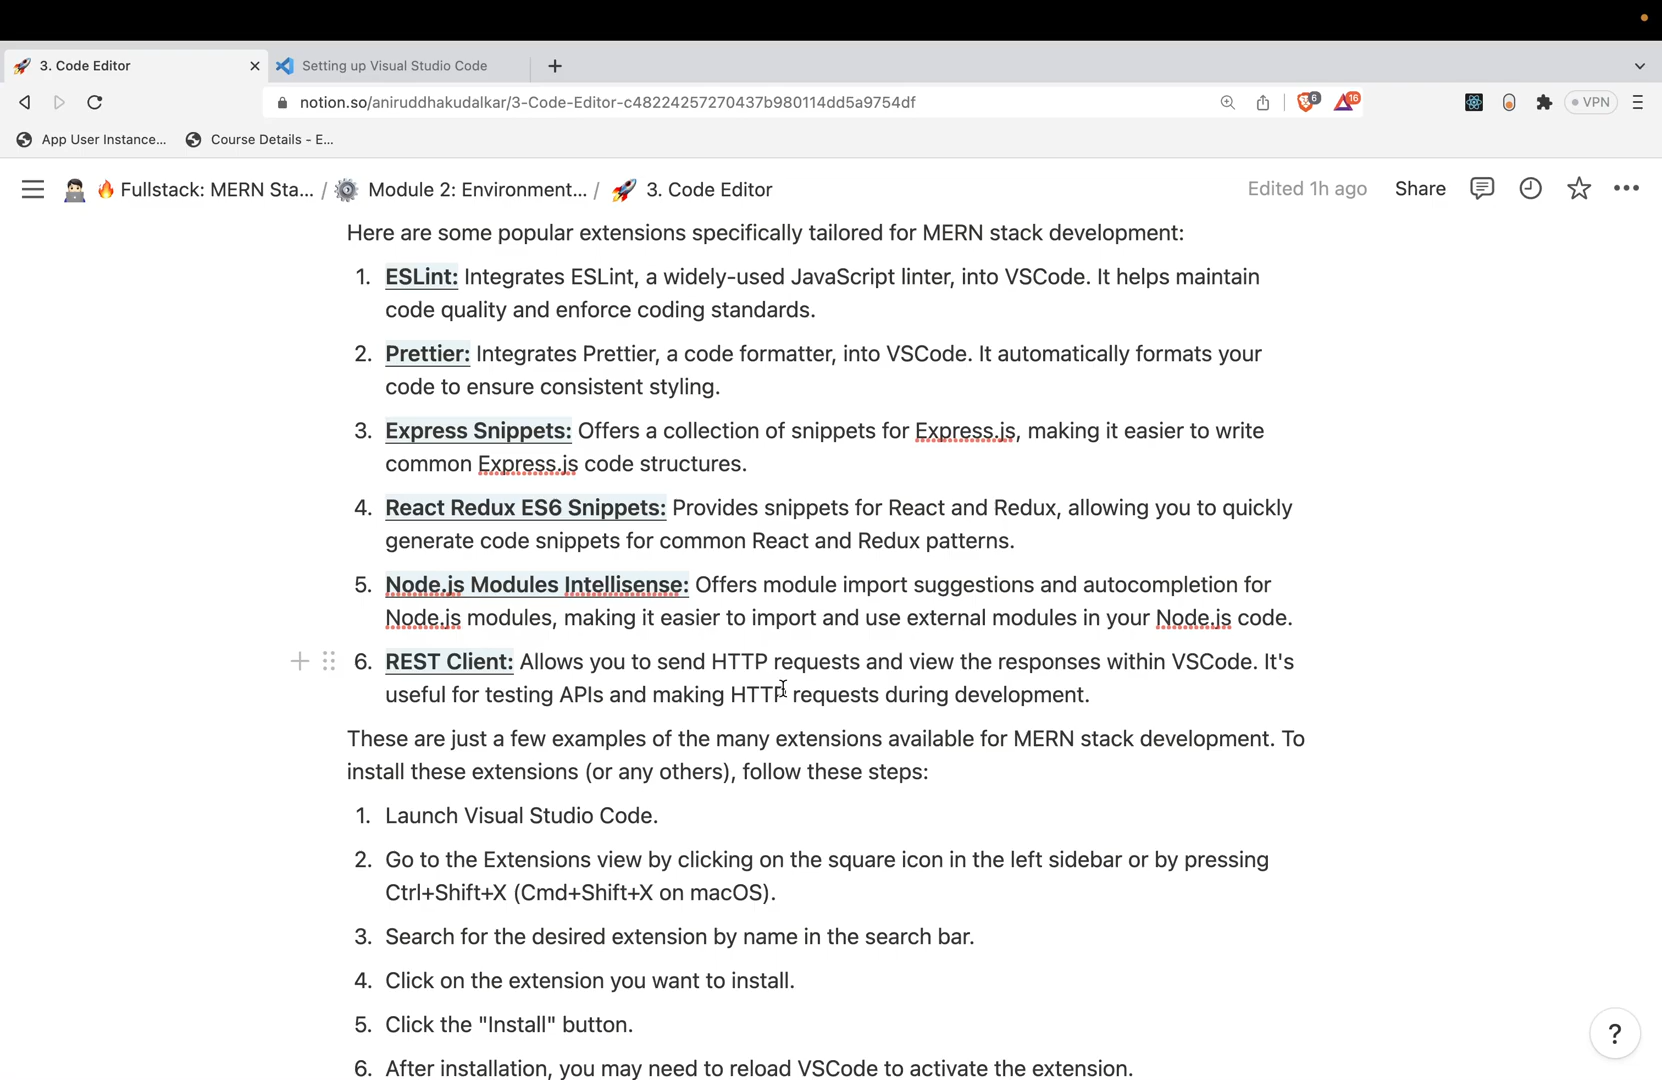 3. Code Editor
Setting up Visual Studio Code
notion.so/aniruddhakudalkar/3-Code-Editor-c48224257270437b980114dd5a9754df
6
16
VPN
App User Instance...
Course Details - E...
Fullstack: MERN Sta... / Module 2: Environment... / 3. Code Editor
Edited 1h ago
Share
Here are some popular extensions specifically tailored for MERN stack development:
1. ESLint: Integrates ESLint, a widely-used JavaScript linter, into VSCode. It helps maintain
code quality and enforce coding standards.
2. Prettier: Integrates Prettier, a code formatter, into VSCode. It automatically formats your
code to ensure consistent styling.
3. Express Snippets: Offers a collection of snippets for Express.js, making it easier to write
common Express.js code structures.
4. React Redux ES6 Snippets: Provides snippets for React and Redux, allowing you to quickly
generate code snippets for common React and Redux patterns.
5. Node.js Modules Intellisense: Offers module import suggestions and autocompletion for
Node.js modules, making it easier to import and use external modules in your Node.js code.
6. REST Client: Allows you to send HTTP requests and view the responses within VSCode. It's
useful for testing APIs and making HTTP requests during development.
These are just a few examples of the many extensions available for MERN stack development. To
install these extensions (or any others), follow these steps:
1. Launch Visual Studio Code.
2. Go to the Extensions view by clicking on the square icon in the left sidebar or by pressing
Ctrl+Shift+X (Cmd+Shift+X on macOS).
3. Search for the desired extension by name in the search bar.
4. Click on the extension you want to install.
5. Click the "Install" button.
6. After installation, you may need to reload VSCode to activate the extension.
?